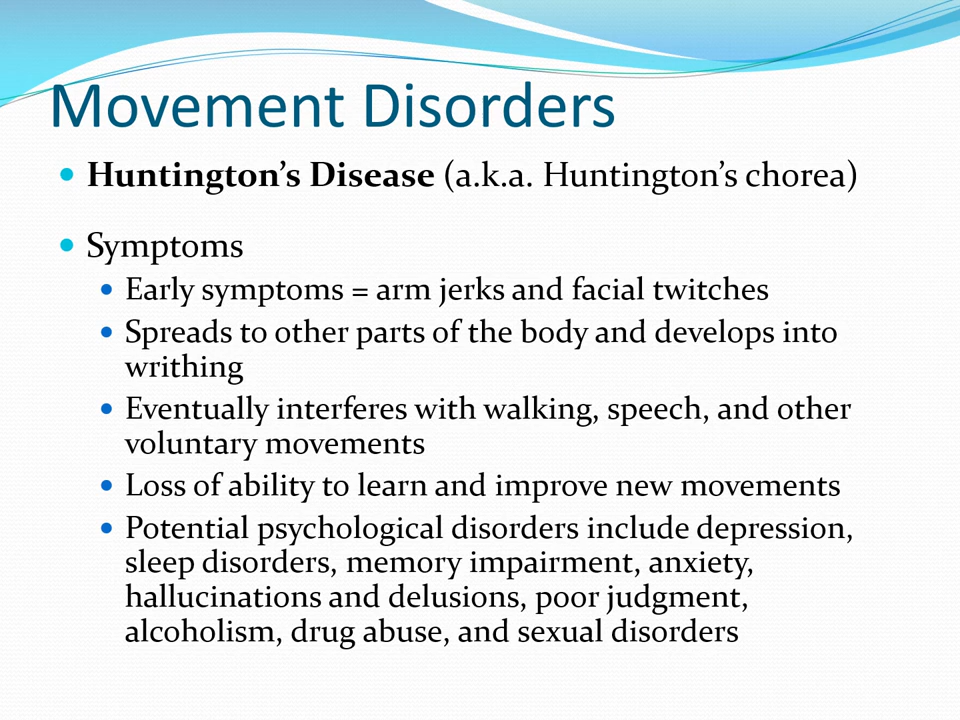 Movement Disorders
• Huntington’s Disease (a.k.a. Huntington’s chorea)
• Symptoms
• Early symptoms = arm jerks and facial twitches
• Spreads to other parts of the body and develops into
writhing
• Eventually interferes with walking, speech, and other
voluntary movements
• Loss of ability to learn and improve new movements
• Potential psychological disorders include depression,
sleep disorders, memory impairment, anxiety,
hallucinations and delusions, poor judgment,
alcoholism, drug abuse, and sexual disorders